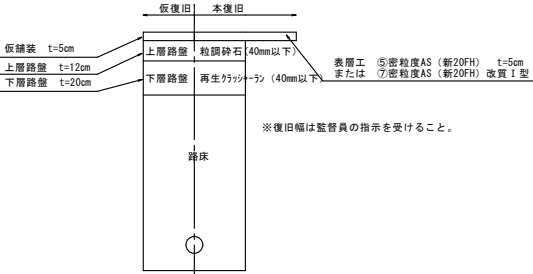 仮復旧 本復旧
仮舗装 t=5cm
上層路盤 t=12cm
下層路盤 t=20cm
上層路盤 粒調砕石(40mm以下)
下層路盤 再生クラッシャーラン (40mm以下)
表層工 ⑤密粒度AS (新20FH) t=5cm
または ⑦密粒度AS (新20FH) 改質Ⅰ型
※復旧幅は監督員の指示を受けること。
路床